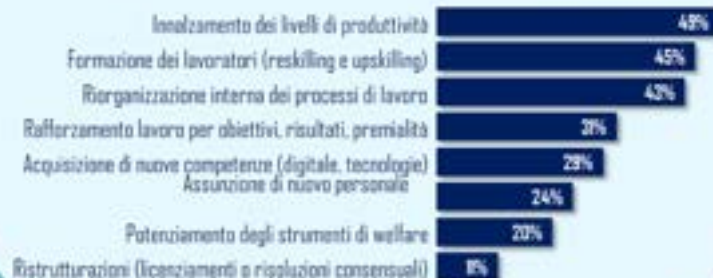 Innalzamento dei livelli di produttività 49%
Formazione dei lavoratori (reskilling e upskilling) 45%
Riorganizzazione interna dei processi di lavoro 43%
Rafforzamento lavoro per obiettivi, risultati, premialità 31%
Acquisizione di nuove competenze (digitale, tecnologie) 29%
Assunzione di nuovo personale 24%
Potenziamento degli strumenti di welfare 20%
Ristrutturazioni (licenziamenti o risoluzioni consensuali) 11%